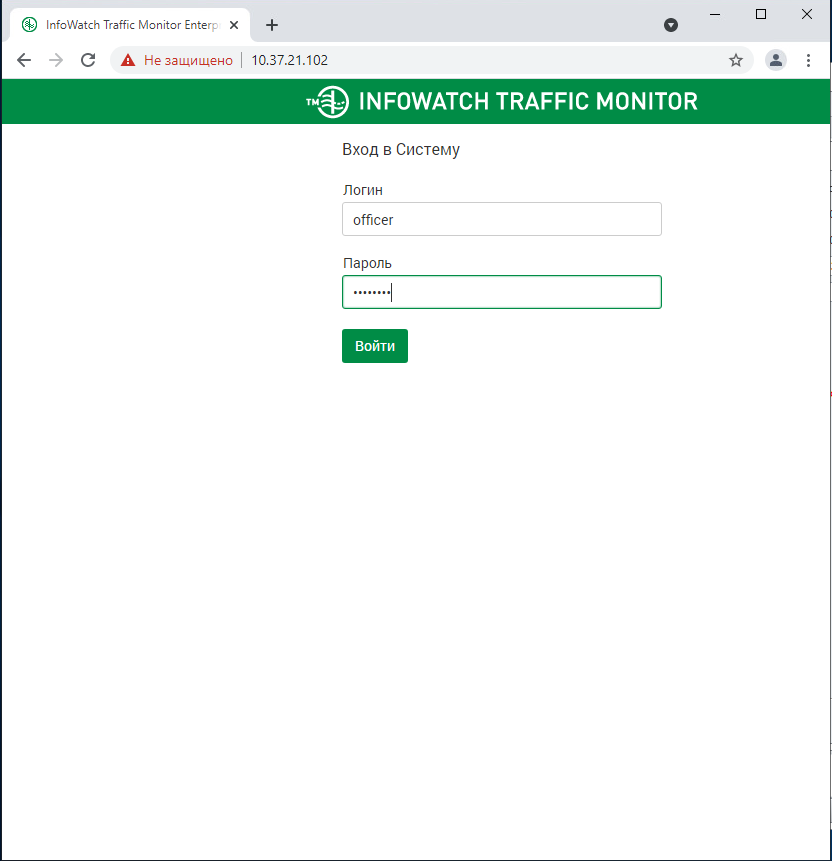 InfoWatch Traffic Monitor Enterp
Не защищено
10.37.21.102
TM INFOWATCH TRAFFIC MONITOR
Вход в Систему
Логин
officer
Пароль
••••••••
Войти